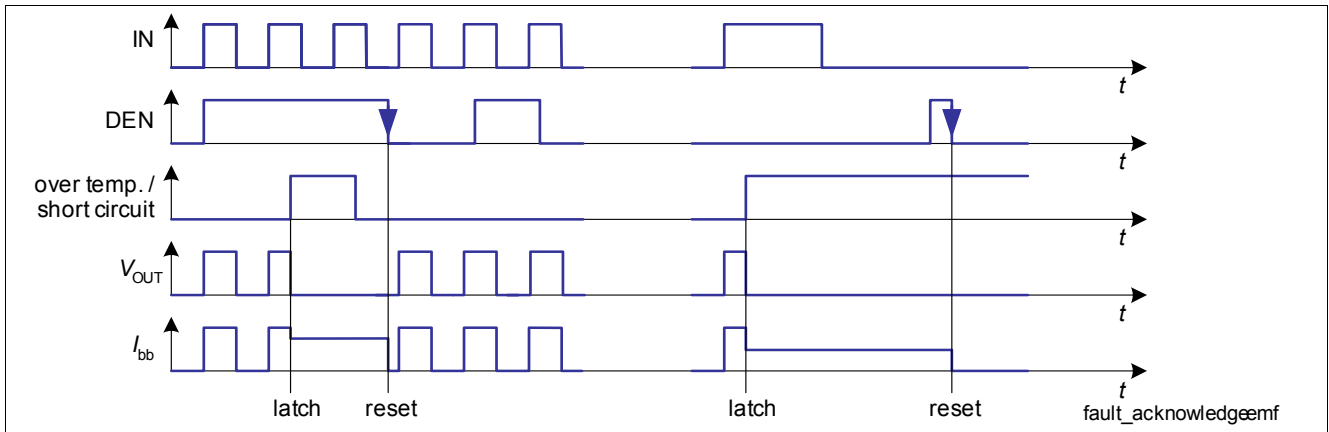 IN
t
DEN
t
over temp. /
short circuit
t
VOUT
t
Ibb
t
latch reset latch reset
fault_acknowledgeemf